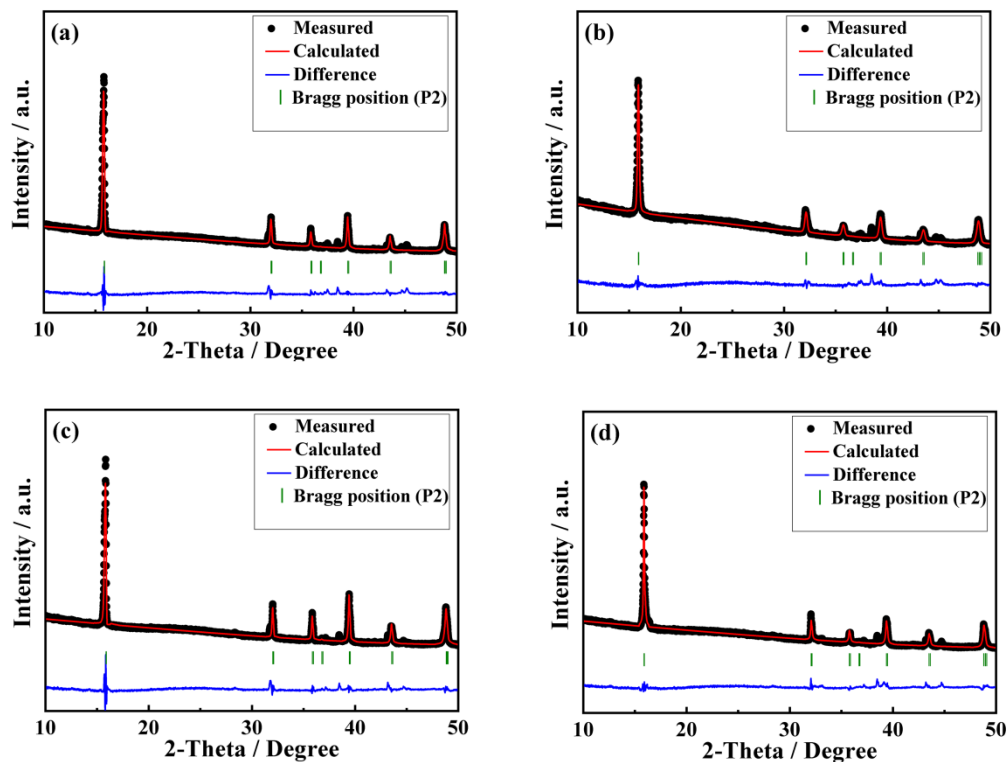 (a)
Measured
Calculated
Difference
Bragg position (P2)
Intensity / a.u.
10 20 30 40 50
2-Theta / Degree
(b)
Measured
Calculated
Difference
Bragg position (P2)
Intensity / a.u.
10 20 30 40 50
2-Theta / Degree
(c)
Measured
Calculated
Difference
Bragg position (P2)
Intensity / a.u.
10 20 30 40 50
2-Theta / Degree
(d)
Measured
Calculated
Difference
Bragg position (P2)
Intensity / a.u.
10 20 30 40 50
2-Theta / Degree